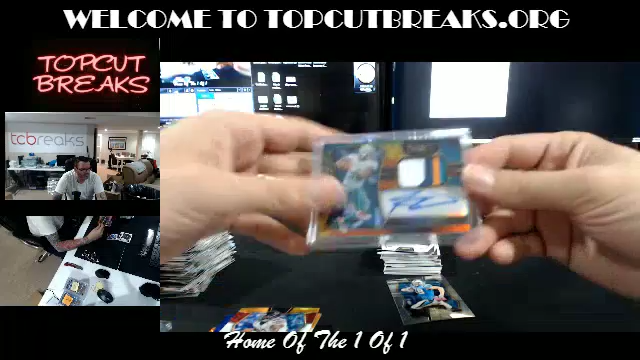 WELCOME TO TOPCUTBREAKS.ORG
TOPCUT
BREAKS
tcbreaks
Home Of The 1 Of 1